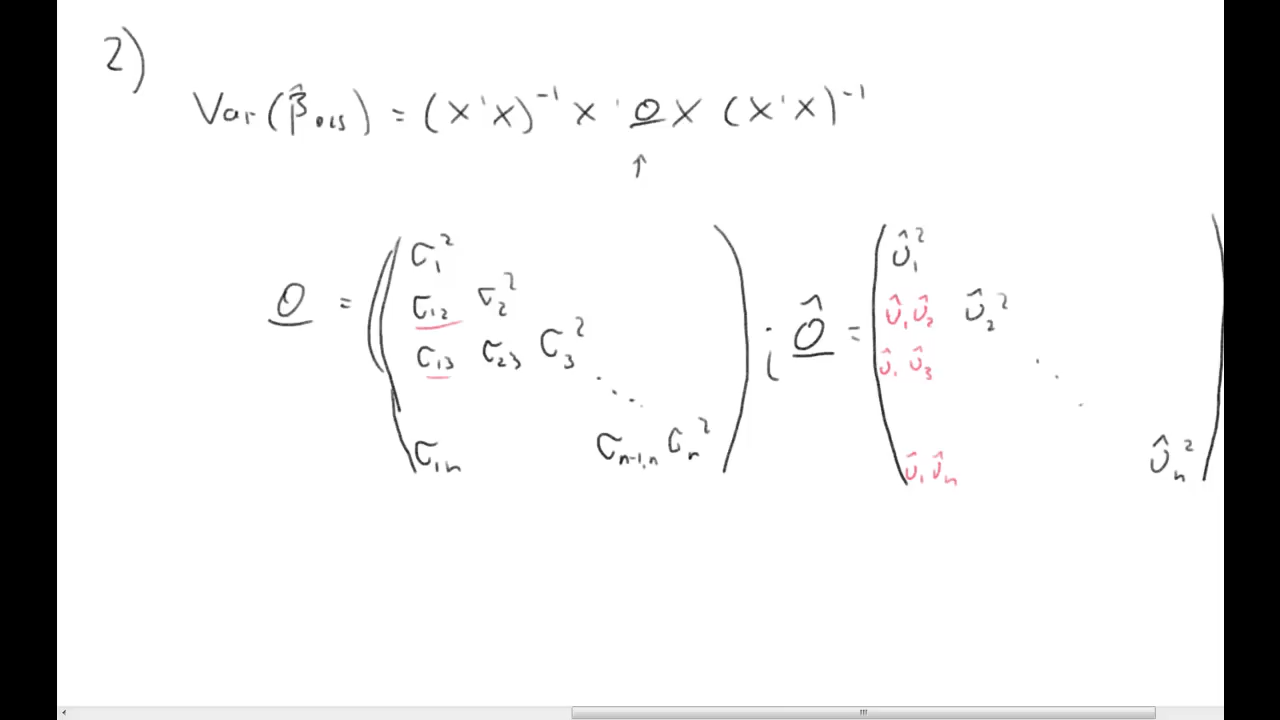 2)
Var(β̂ OLS) = (X'X)⁻¹ X' Ω X (X'X)⁻¹
↑
Ω = ( σ₁² ; Ω̂ = ( û₁²
σ₁₂ σ₂² û₁û₂ û₂²
σ₁₃ σ₂₃ σ₃² û₁û₃
⋱ ⋱
σ₁ₙ σₙ₋₁,ₙ σₙ² ) û₁ûₙ ûₙ² )